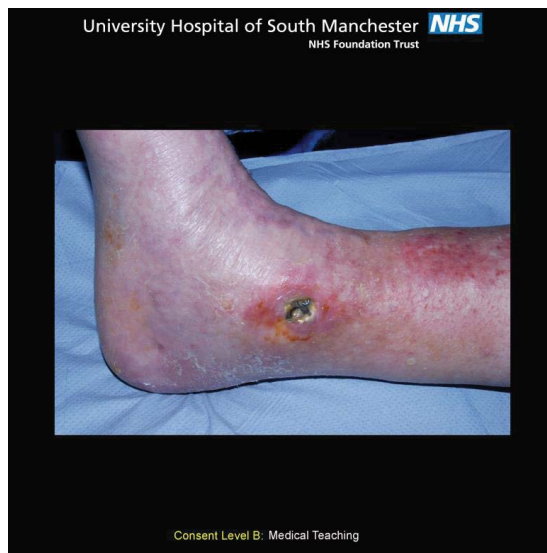 University Hospital of South Manchester NHS
NHS Foundation Trust
Consent Level B: Medical Teaching